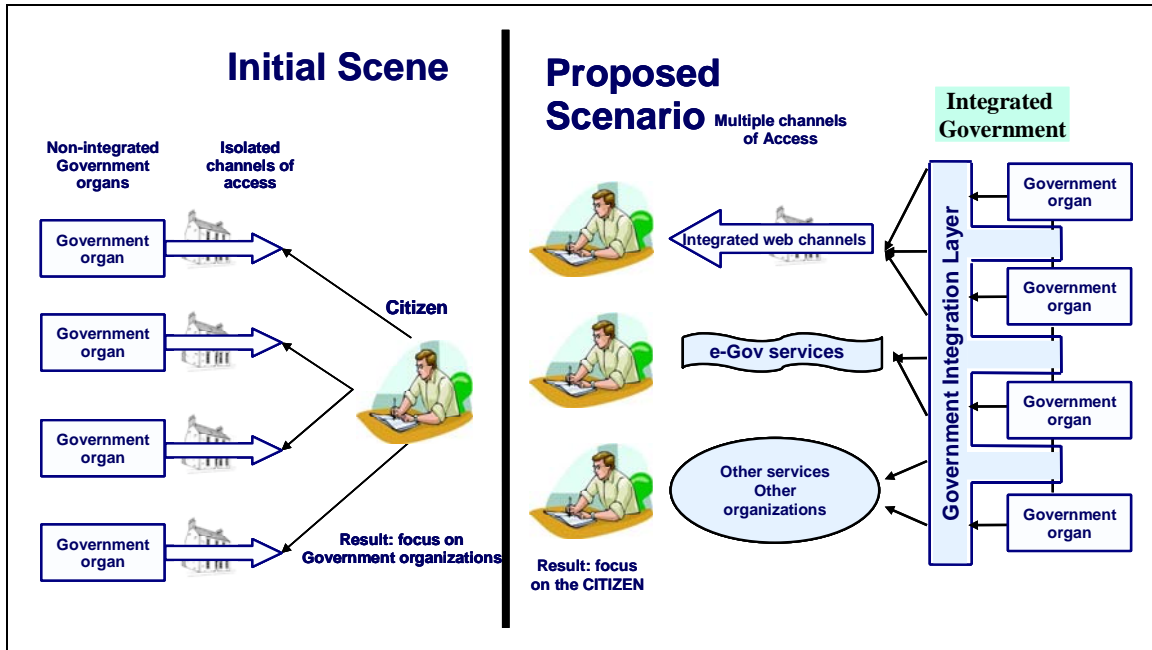 Initial Scene
Non-integrated
Government
organs
Isolated
channels of
access
Government
organ
Government
organ
Government
organ
Government
organ
Citizen
Result: focus on
Government organizations
Proposed
Scenario
Multiple channels
of Access
Integrated
Government
Integrated web channels
e-Gov services
Other services
Other
organizations
Result: focus
on the CITIZEN
Government Integration Layer
Government
organ
Government
organ
Government
organ
Government
organ